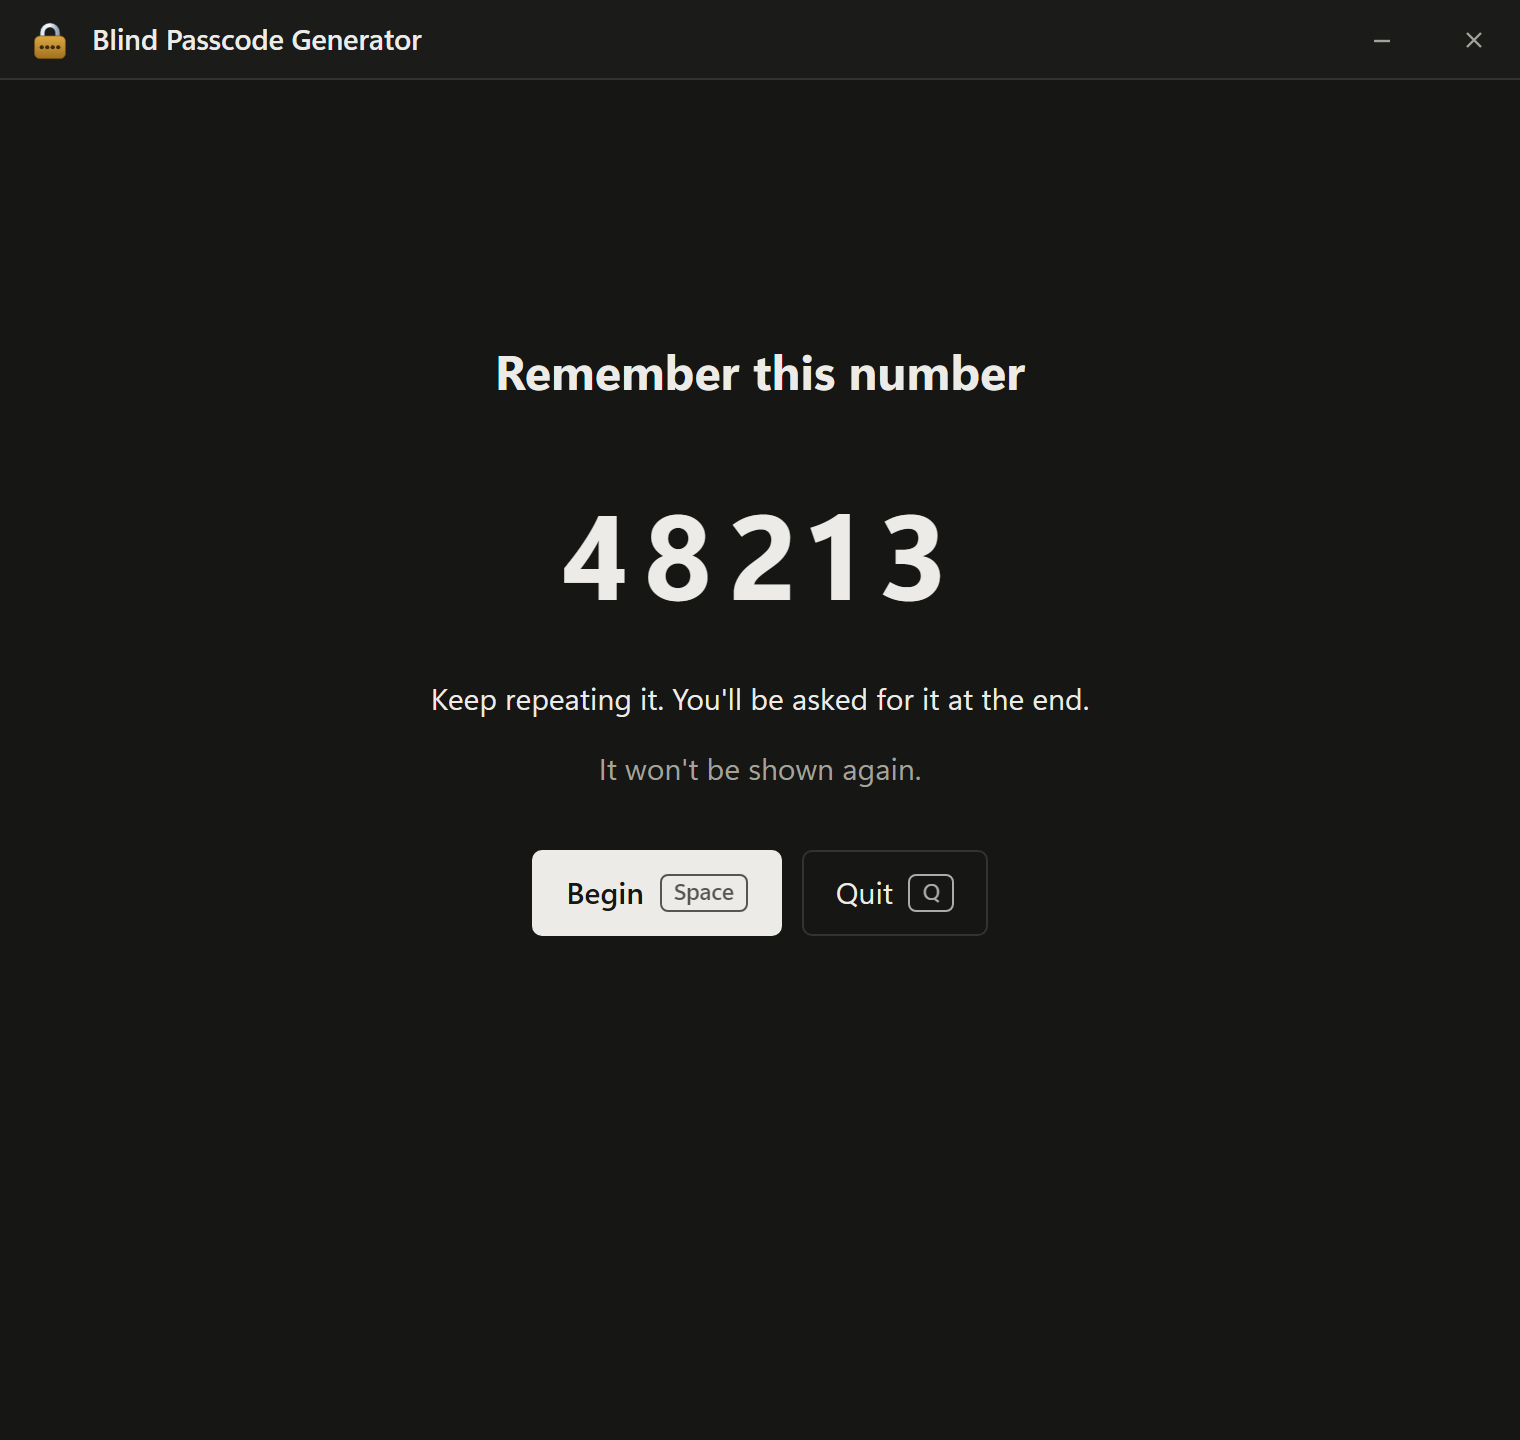 Blind Passcode Generator
Remember this number
48213
Keep repeating it. You'll be asked for it at the end.
It won't be shown again.
Begin Space Quit Q